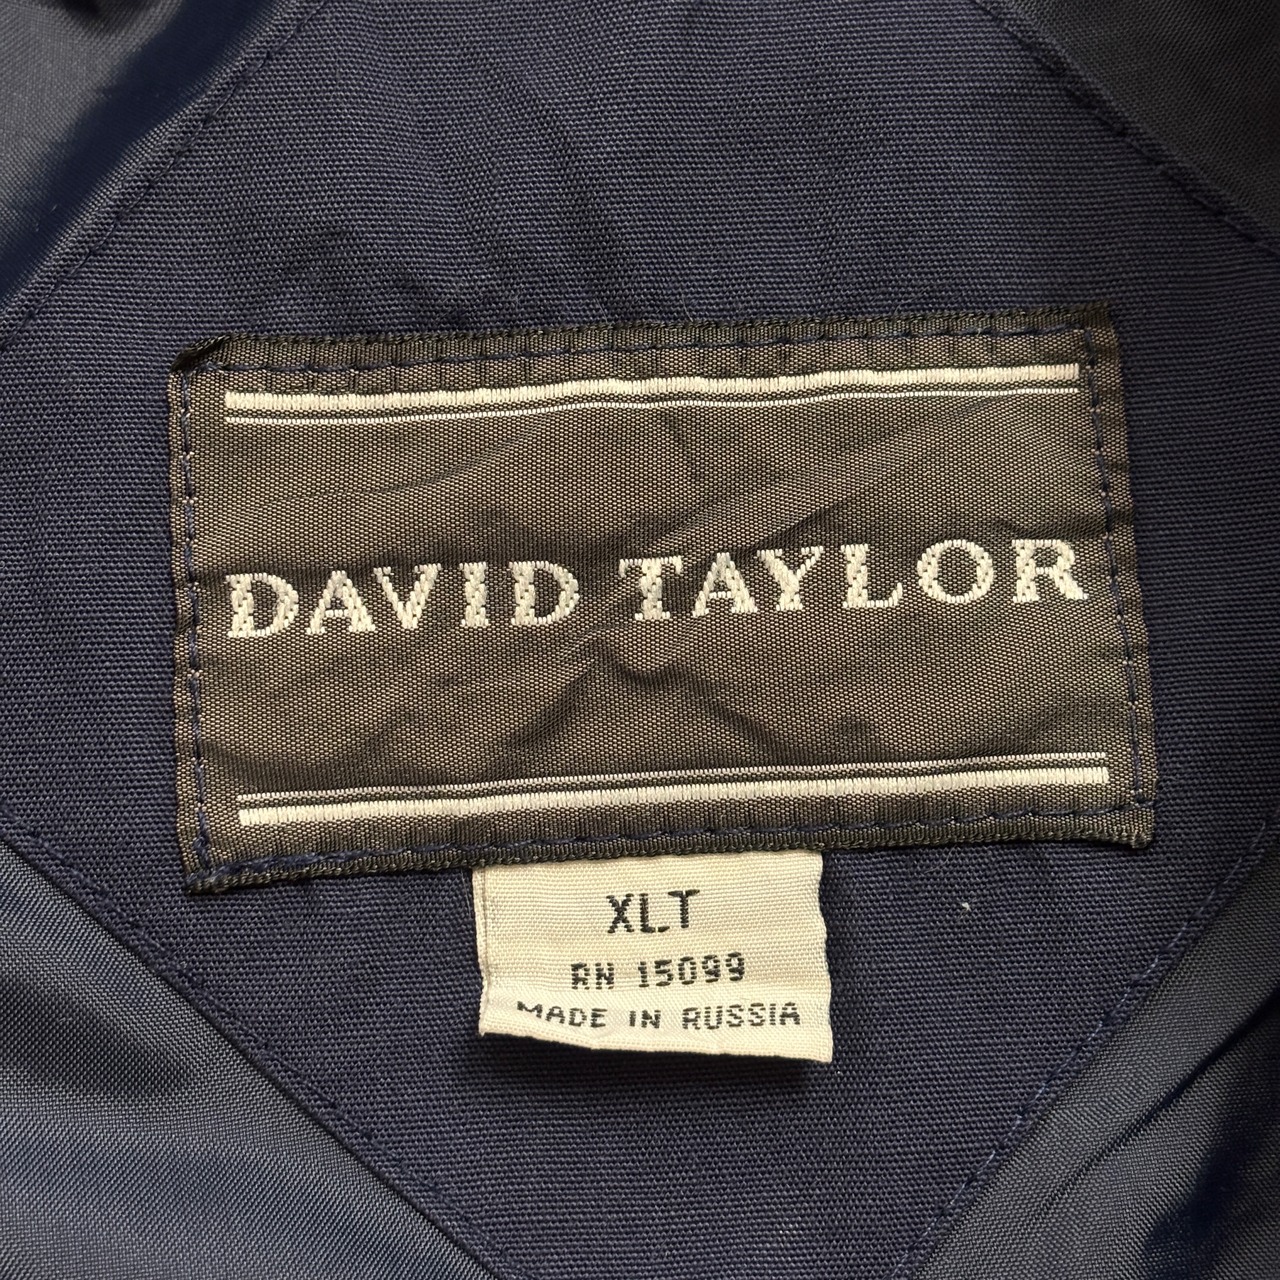 DAVID TAYLOR
XLT
RN 15099
MADE IN RUSSIA